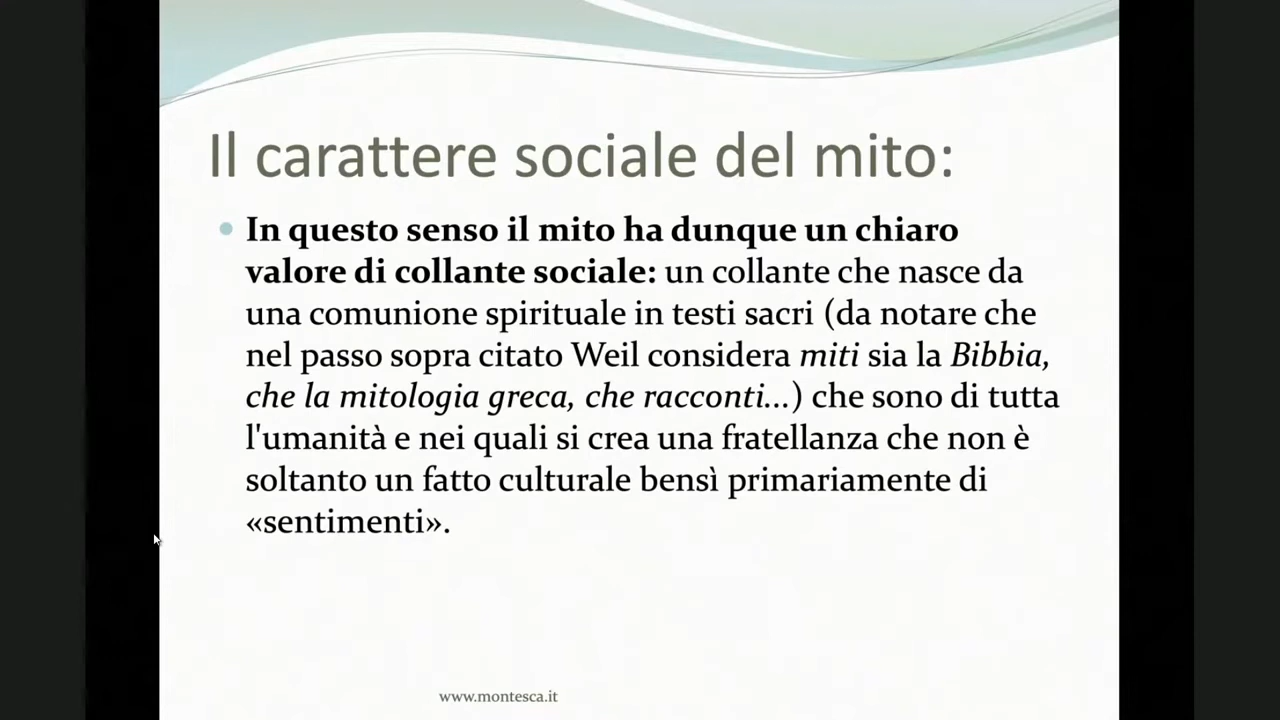 Il carattere sociale del mito:
In questo senso il mito ha dunque un chiaro
valore di collante sociale: un collante che nasce da
una comunione spirituale in testi sacri (da notare che
nel passo sopra citato Weil considera miti sia la Bibbia,
che la mitologia greca, che racconti...) che sono di tutta
l'umanità e nei quali si crea una fratellanza che non è
soltanto un fatto culturale bensì primariamente di
«sentimenti».
www.montesca.it